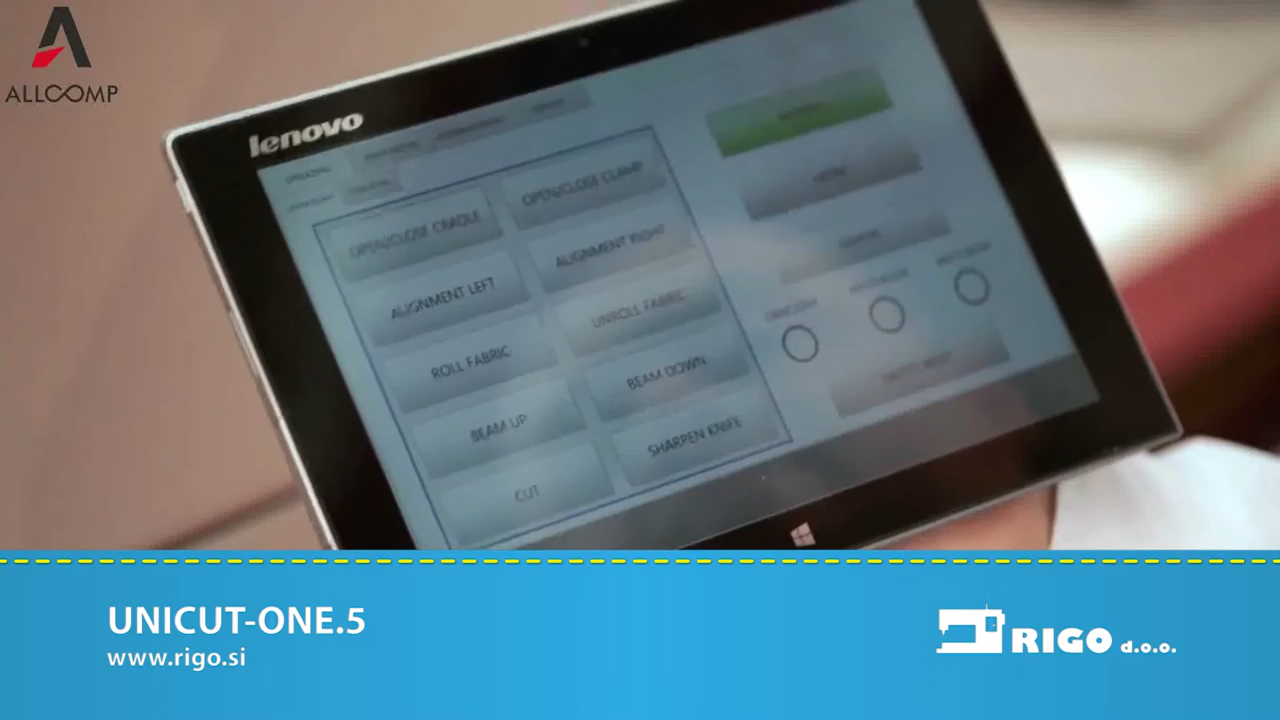 ALLCOMP
lenovo
OPEN/CLOSE CRADLE
OPEN/CLOSE CLAMP
ALIGNMENT LEFT
ALIGNMENT RIGHT
ROLL FABRIC
UNROLL FABRIC
BEAM UP
BEAM DOWN
CUT
SHARPEN KNIFE
UNICUT-ONE.5
www.rigo.si
RIGO d.o.o.